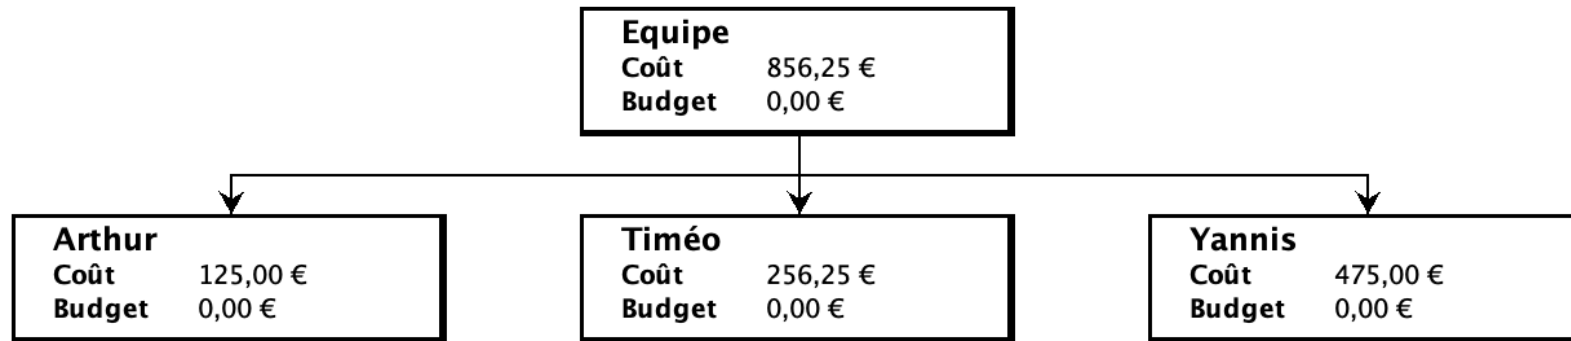 Equipe
Coût 856,25 €
Budget 0,00 €
Arthur
Coût 125,00 €
Budget 0,00 €
Timéo
Coût 256,25 €
Budget 0,00 €
Yannis
Coût 475,00 €
Budget 0,00 €